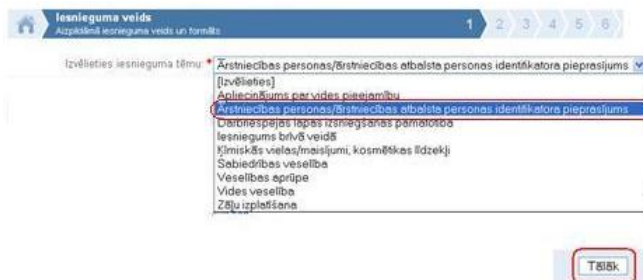 Iesnieguma veids
Aizpildāmā iesnieguma veids un formāts
1 2 3 4 5 6
Izvēlieties iesnieguma tēmu * Ārstniecības personas/ārstniecības atbalsta personas identifikatora pieprasījums
[Izvēlieties]
Apliecinājums par vides pieejamību
Ārstniecības personas/ārstniecības atbalsta personas identifikatora pieprasījums
Darbnespējas lapas izsniegšanas pamatotība
Iesniegums brīvā veidā
Ķīmiskās vielas/maisījumi, kosmētikas līdzekļi
Sabiedrības veselība
Veselības aprūpe
Vides veselība
Zāļu izplatīšana
Tālāk